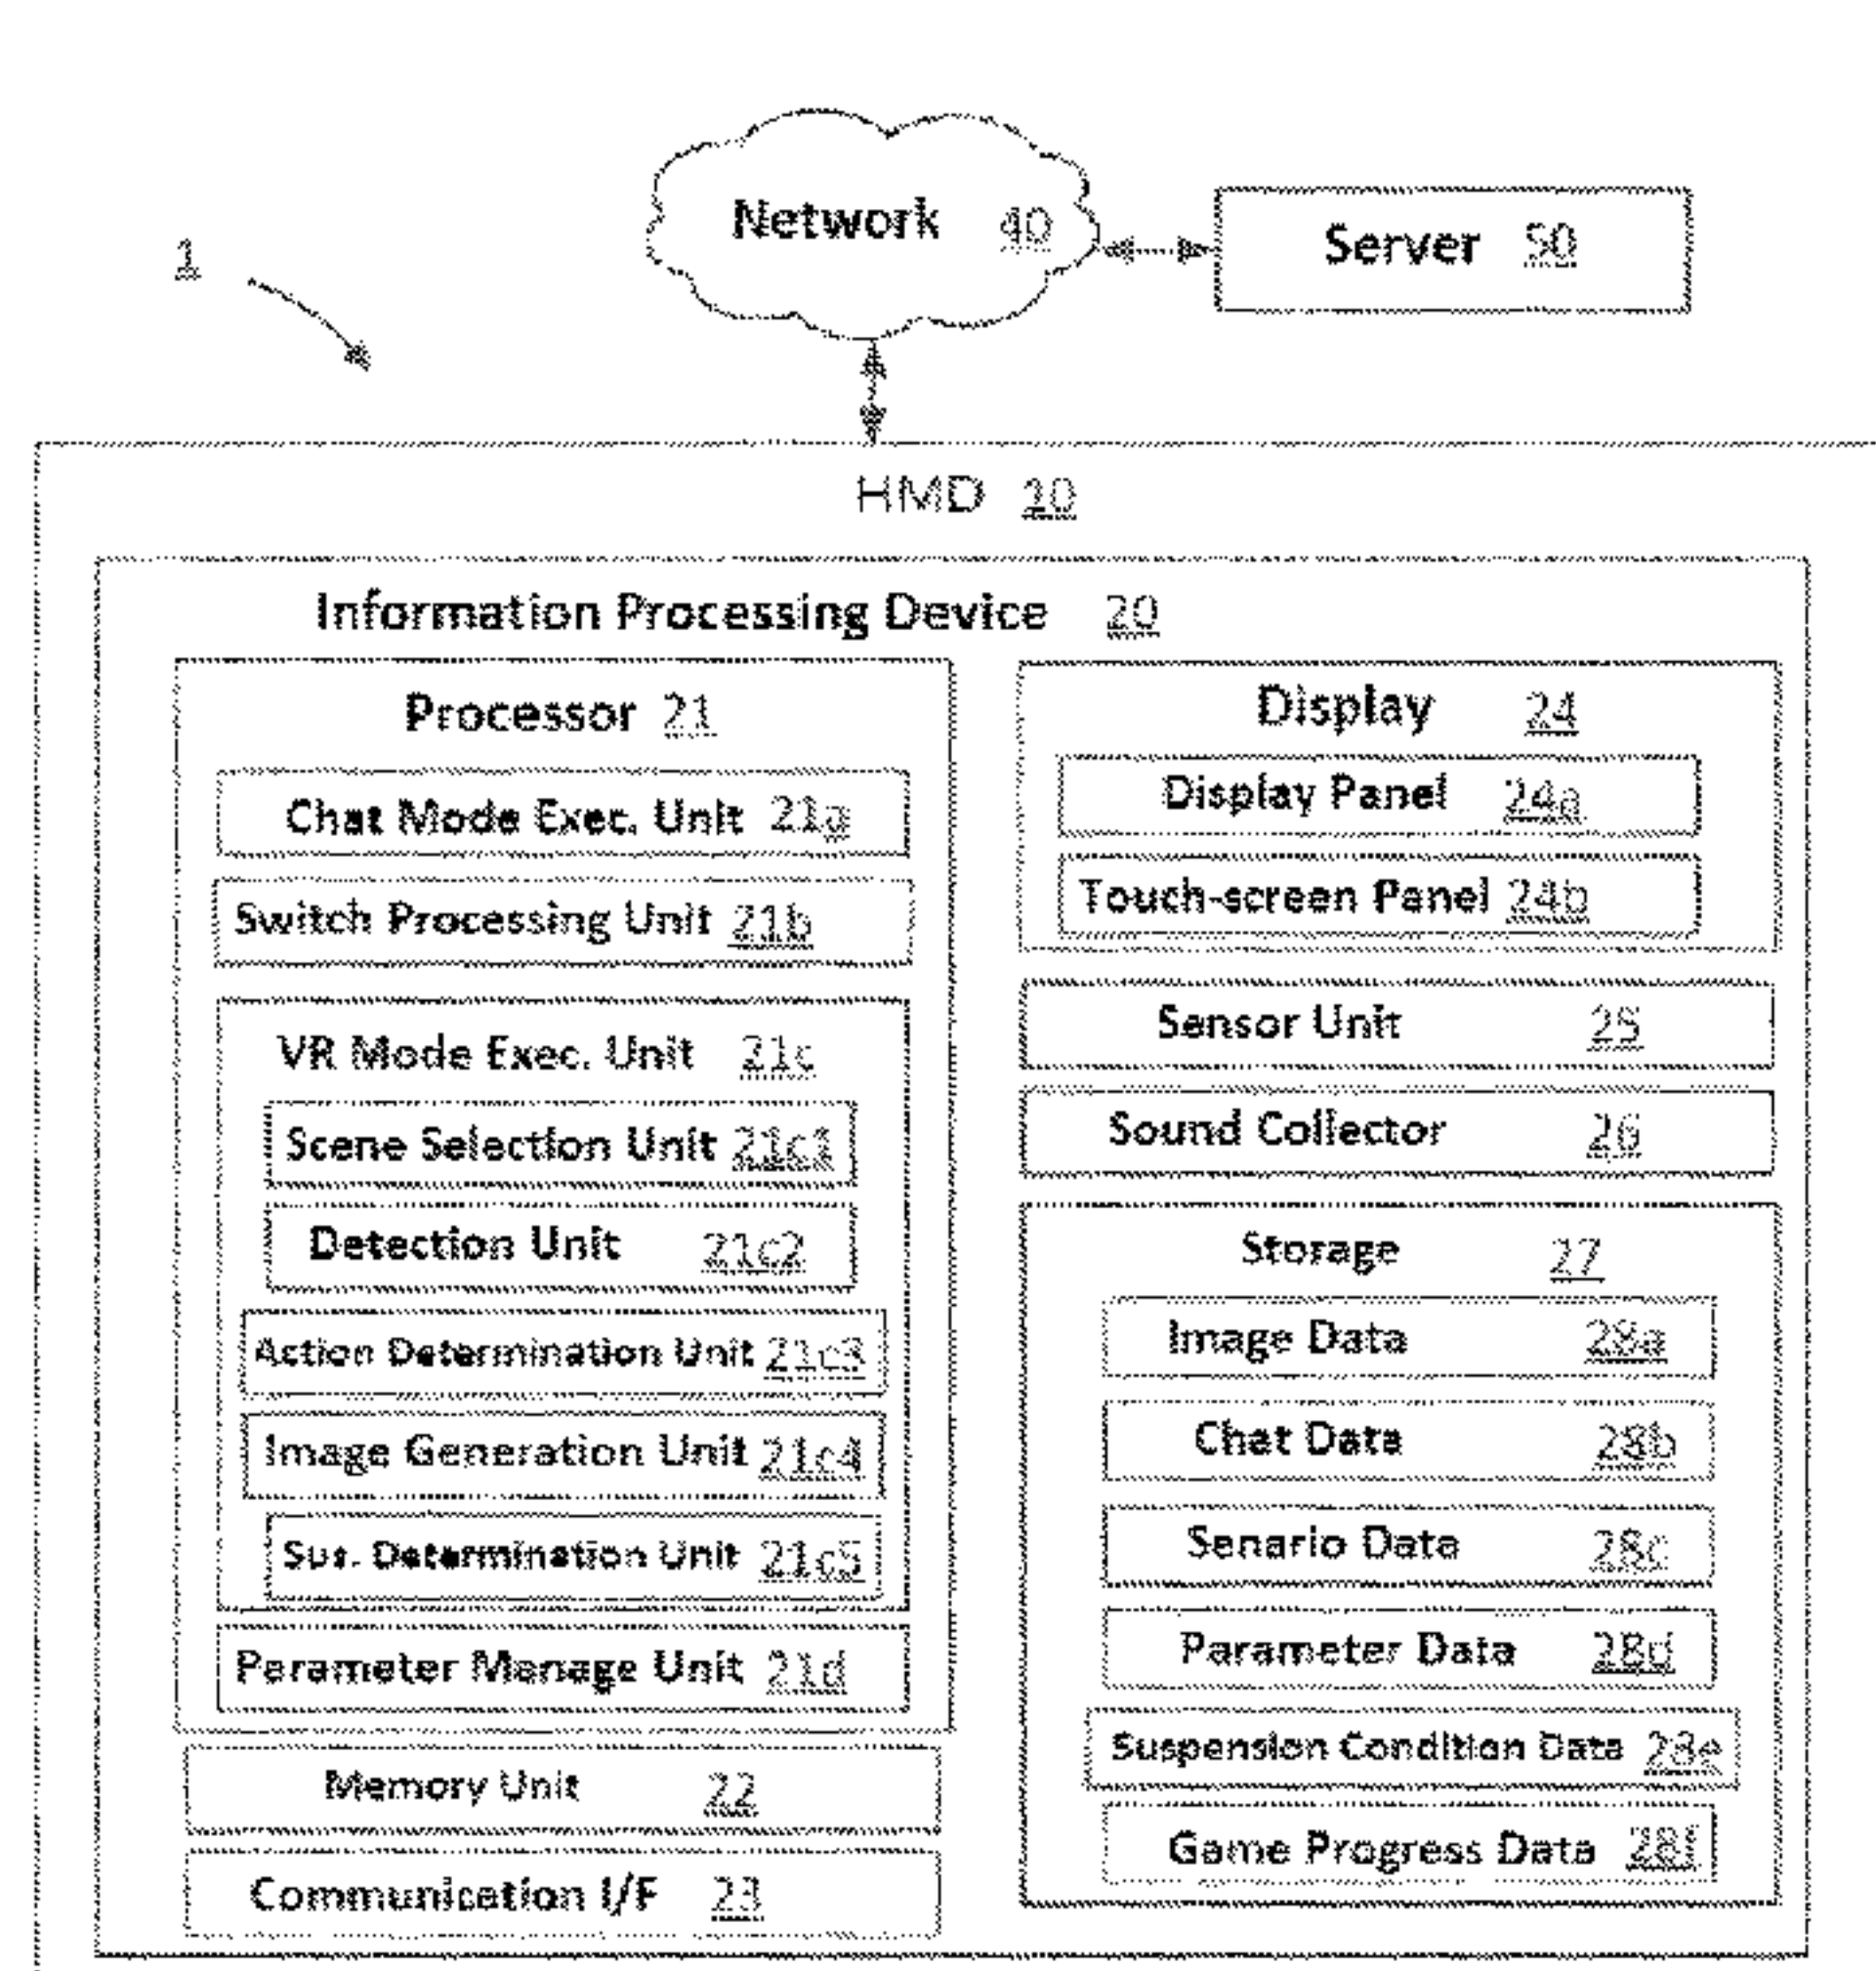 Network 40
Server 50
1
HMD 10
Information Processing Device 20
Processor 21
Chat Mode Exec. Unit 21a
Switch Processing Unit 21b
VR Mode Exec. Unit 21c
Scene Selection Unit 21c1
Detection Unit 21c2
Action Determination Unit 21c3
Image Generation Unit 21c4
Sus. Determination Unit 21c5
Parameter Manage Unit 21d
Memory Unit 22
Communication I/F 23
Display 24
Display Panel 24a
Touch-screen Panel 24b
Sensor Unit 25
Sound Collector 26
Storage 27
Image Data 28a
Chat Data 28b
Senario Data 28c
Parameter Data 28d
Suspension Condition Data 28e
Game Progress Data 28f